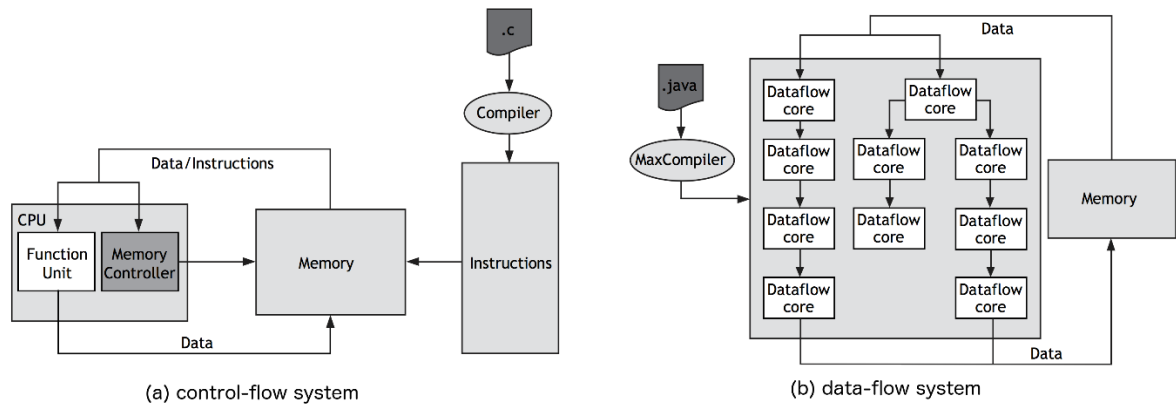 .c
Compiler
Data/Instructions
CPU
Function
Unit
Memory
Controller
Memory
Instructions
Data
(a) control-flow system
Data
.java
MaxCompiler
Dataflow
core
Dataflow
core
Dataflow
core
Dataflow
core
Dataflow
core
Dataflow
core
Dataflow
core
Dataflow
core
Dataflow
core
Dataflow
core
Memory
Data
(b) data-flow system